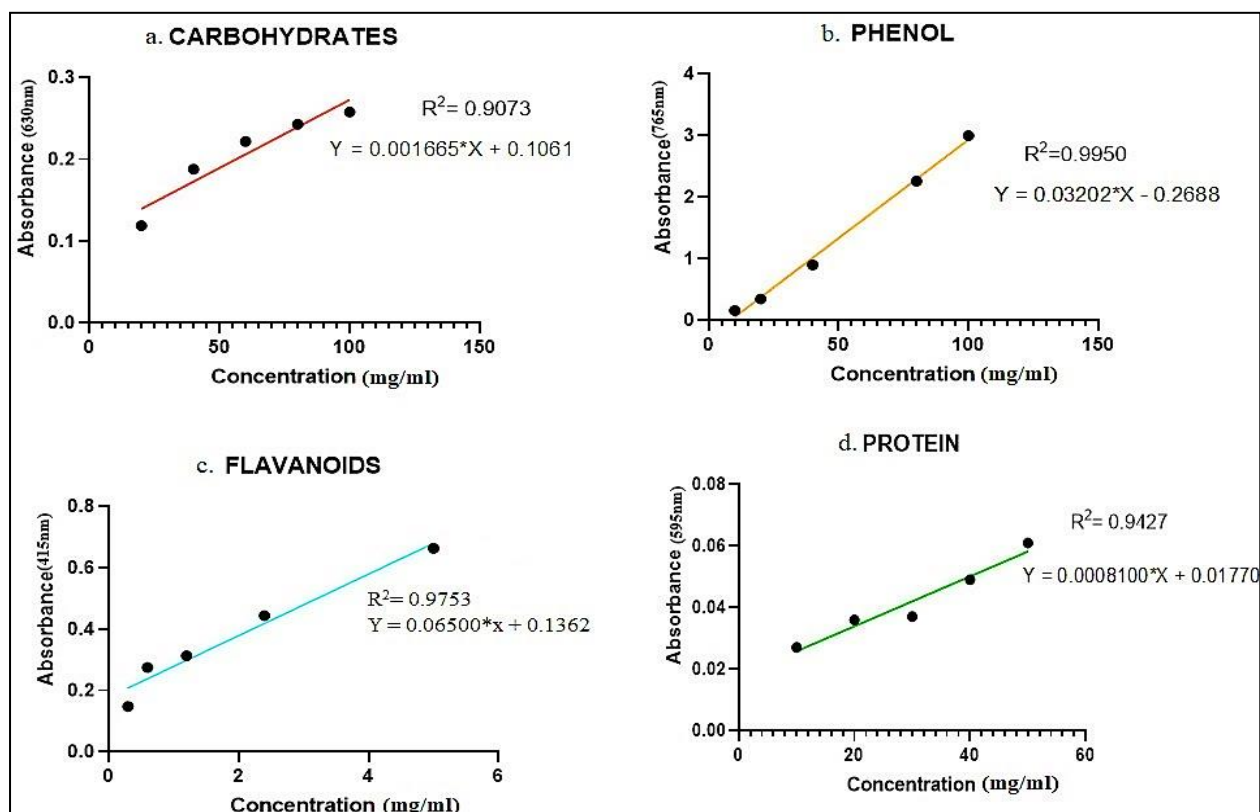 a. CARBOHYDRATES
Absorbance (630nm)
0.3
0.2
0.1
0.0
R²= 0.9073
Y = 0.001665*X + 0.1061
0 50 100 150
Concentration (mg/ml)
b. PHENOL
Absorbance(765nm)
4
3
2
1
0
R²=0.9950
Y = 0.03202*X - 0.2688
0 50 100 150
Concentration (mg/ml)
c. FLAVANOIDS
Absorbance(415nm)
0.8
0.6
0.4
0.2
0.0
R²= 0.9753
Y = 0.06500*x + 0.1362
0 2 4 6
Concentration (mg/ml)
d. PROTEIN
Absorbance (595nm)
0.08
0.06
0.04
0.02
0.00
R²= 0.9427
Y = 0.0008100*X + 0.01770
0 20 40 60
Concentration (mg/ml)